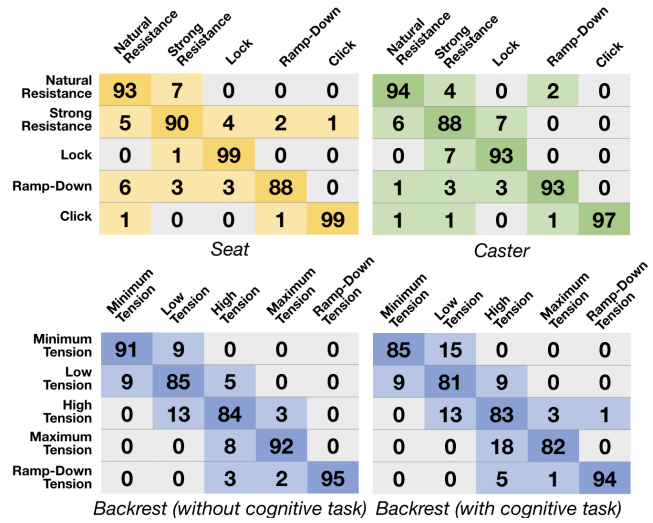 Natural Resistance Strong Resistance Lock Ramp-Down Click
Natural Resistance 93 7 0 0 0
Strong Resistance 5 90 4 2 1
Lock 0 1 99 0 0
Ramp-Down 6 3 3 88 0
Click 1 0 0 1 99
Seat
Natural Resistance Strong Resistance Lock Ramp-Down Click
94 4 0 2 0
6 88 7 0 0
0 7 93 0 0
1 3 3 93 0
1 1 0 1 97
Caster
Minimum Tension Low Tension High Tension Maximum Tension Ramp-Down Tension
Minimum Tension 91 9 0 0 0
Low Tension 9 85 5 0 0
High Tension 0 13 84 3 0
Maximum Tension 0 0 8 92 0
Ramp-Down Tension 0 0 3 2 95
Backrest (without cognitive task)
Minimum Tension Low Tension High Tension Maximum Tension Ramp-Down Tension
85 15 0 0 0
9 81 9 0 0
0 13 83 3 1
0 0 18 82 0
0 0 5 1 94
Backrest (with cognitive task)